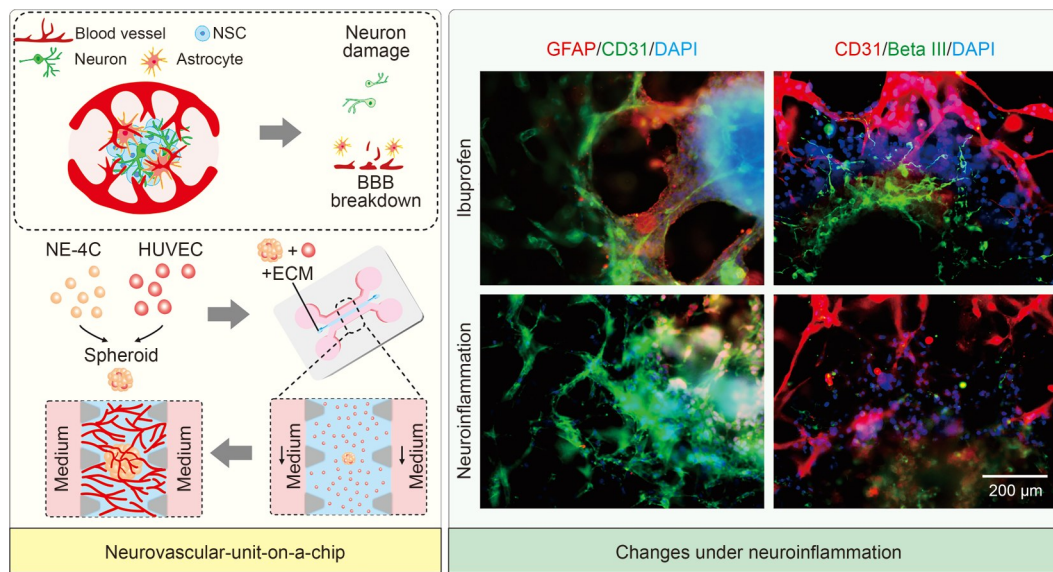 Blood vessel
NSC
Neuron
Astrocyte
Neuron
damage
BBB
breakdown
NE-4C
HUVEC
+
+ECM
Spheroid
Medium
Medium
Medium
Medium
Neurovascular-unit-on-a-chip
GFAP/CD31/DAPI
CD31/Beta III/DAPI
Ibuprofen
Neuroinflammation
200 μm
Changes under neuroinflammation